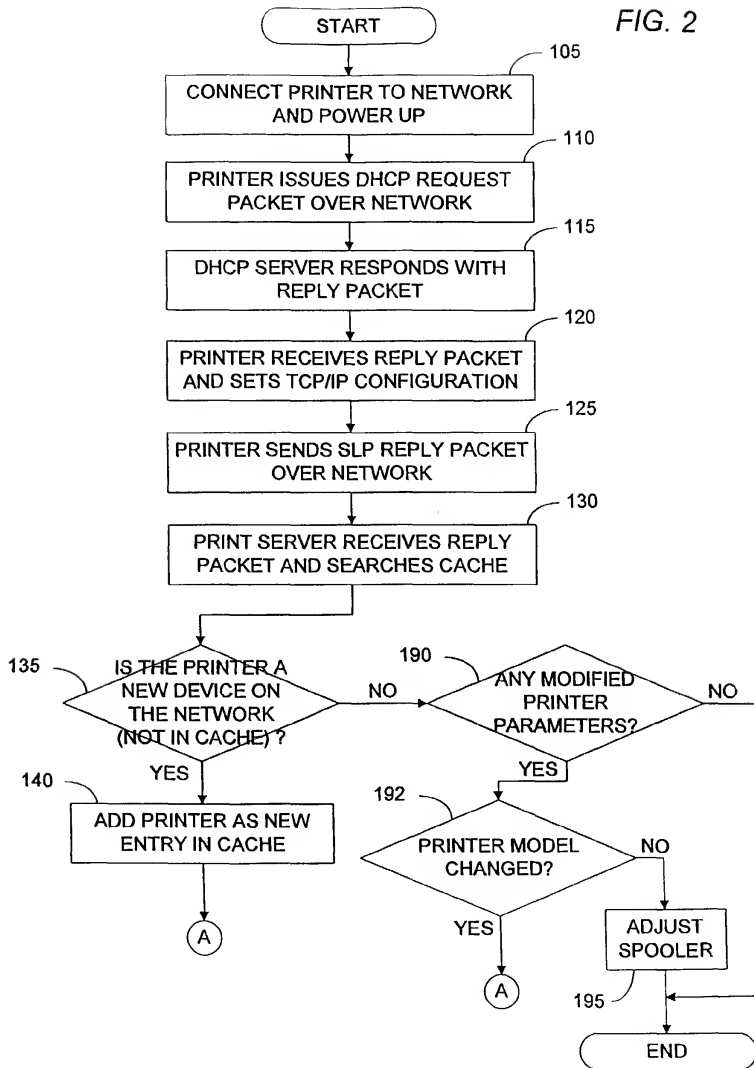 FIG. 2
START
105
CONNECT PRINTER TO NETWORK
AND POWER UP
110
PRINTER ISSUES DHCP REQUEST
PACKET OVER NETWORK
115
DHCP SERVER RESPONDS WITH
REPLY PACKET
120
PRINTER RECEIVES REPLY PACKET
AND SETS TCP/IP CONFIGURATION
125
PRINTER SENDS SLP REPLY PACKET
OVER NETWORK
130
PRINT SERVER RECEIVES REPLY
PACKET AND SEARCHES CACHE
135
IS THE PRINTER A
NEW DEVICE ON
THE NETWORK
(NOT IN CACHE) ?
NO
YES
190
ANY MODIFIED
PRINTER
PARAMETERS?
NO
YES
140
ADD PRINTER AS NEW
ENTRY IN CACHE
A
192
PRINTER MODEL
CHANGED?
NO
YES
A
ADJUST
SPOOLER
195
END